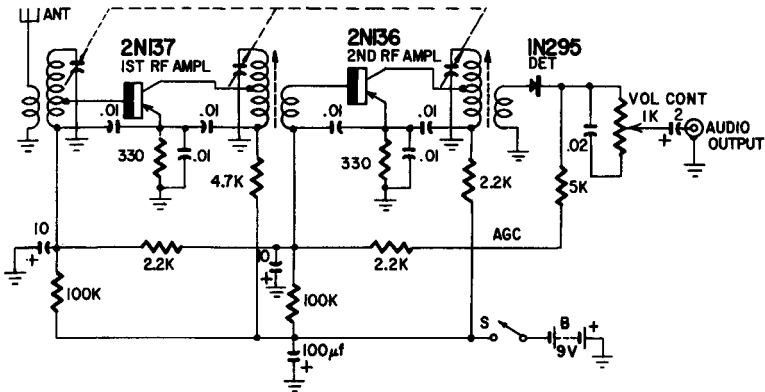 ANT
2N137
1ST RF AMPL
2N136
2ND RF AMPL
1N295
DET
.01
.01
.01
.01
VOL CONT
1K
2
+
AUDIO
OUTPUT
330
.01
330
.01
.02
4.7K
2.2K
5K
10
+
2.2K
10
+
2.2K
AGC
100K
100K
S
B
+
9V
100μf
+